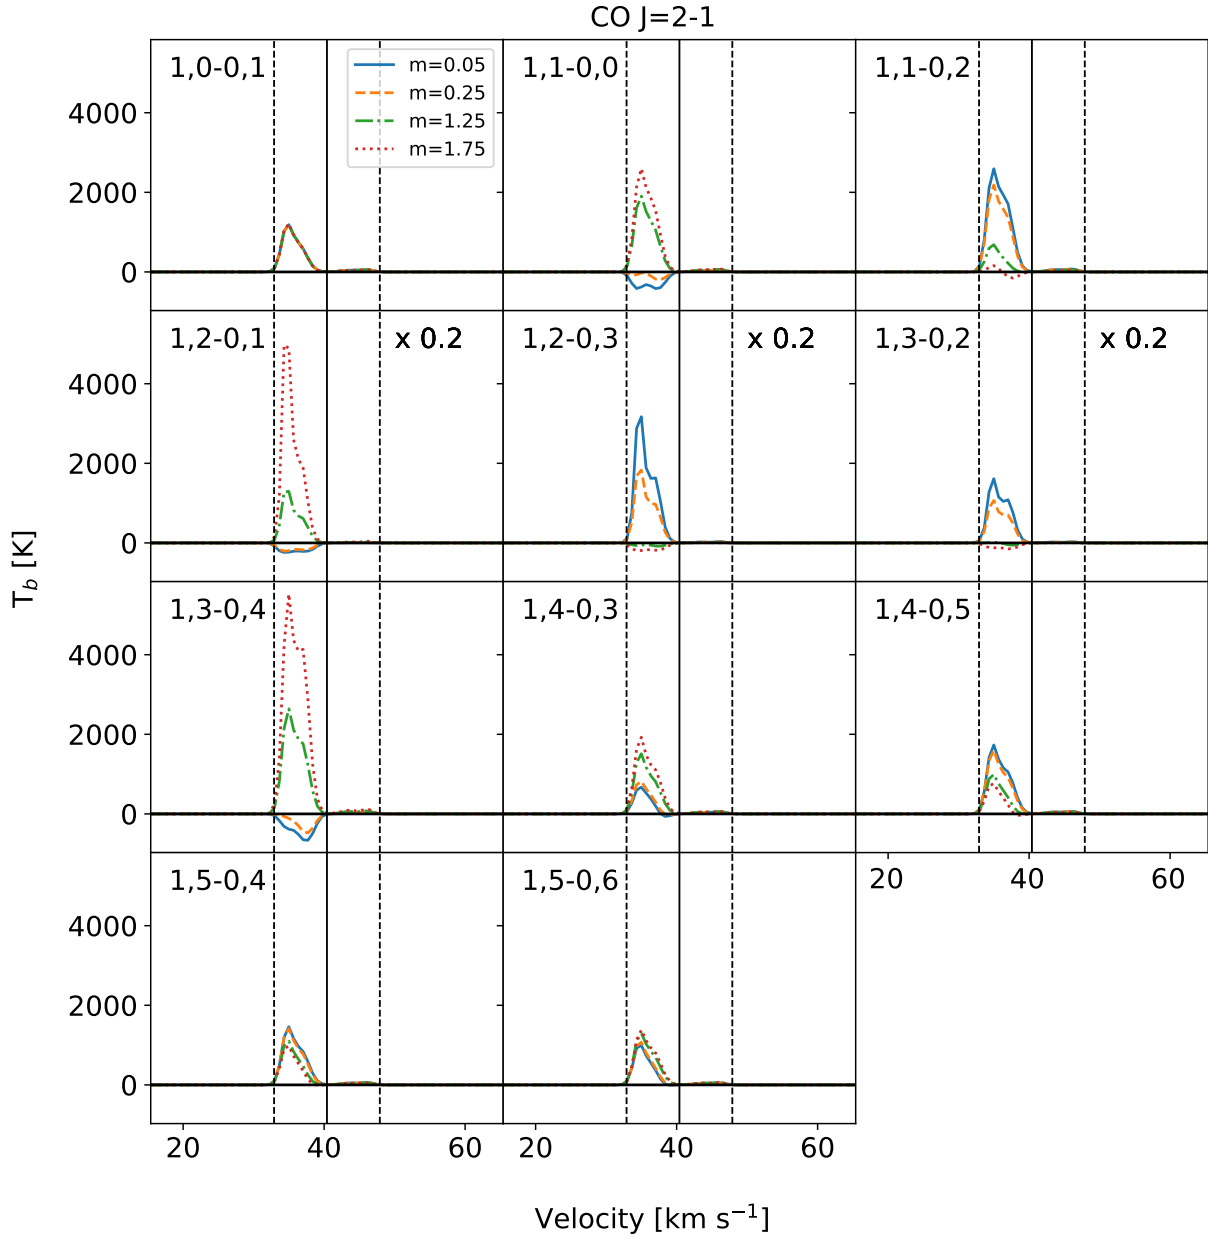 CO J=2-1
1,0-0,1
m=0.05
m=0.25
m=1.25
m=1.75
1,1-0,0
1,1-0,2
4000
2000
0
1,2-0,1
x 0.2
1,2-0,3
x 0.2
1,3-0,2
x 0.2
4000
2000
0
T_b [K]
1,3-0,4
1,4-0,3
1,4-0,5
4000
2000
0
20 40 60
1,5-0,4
1,5-0,6
4000
2000
0
20 40 60 20 40 60
Velocity [km s⁻¹]